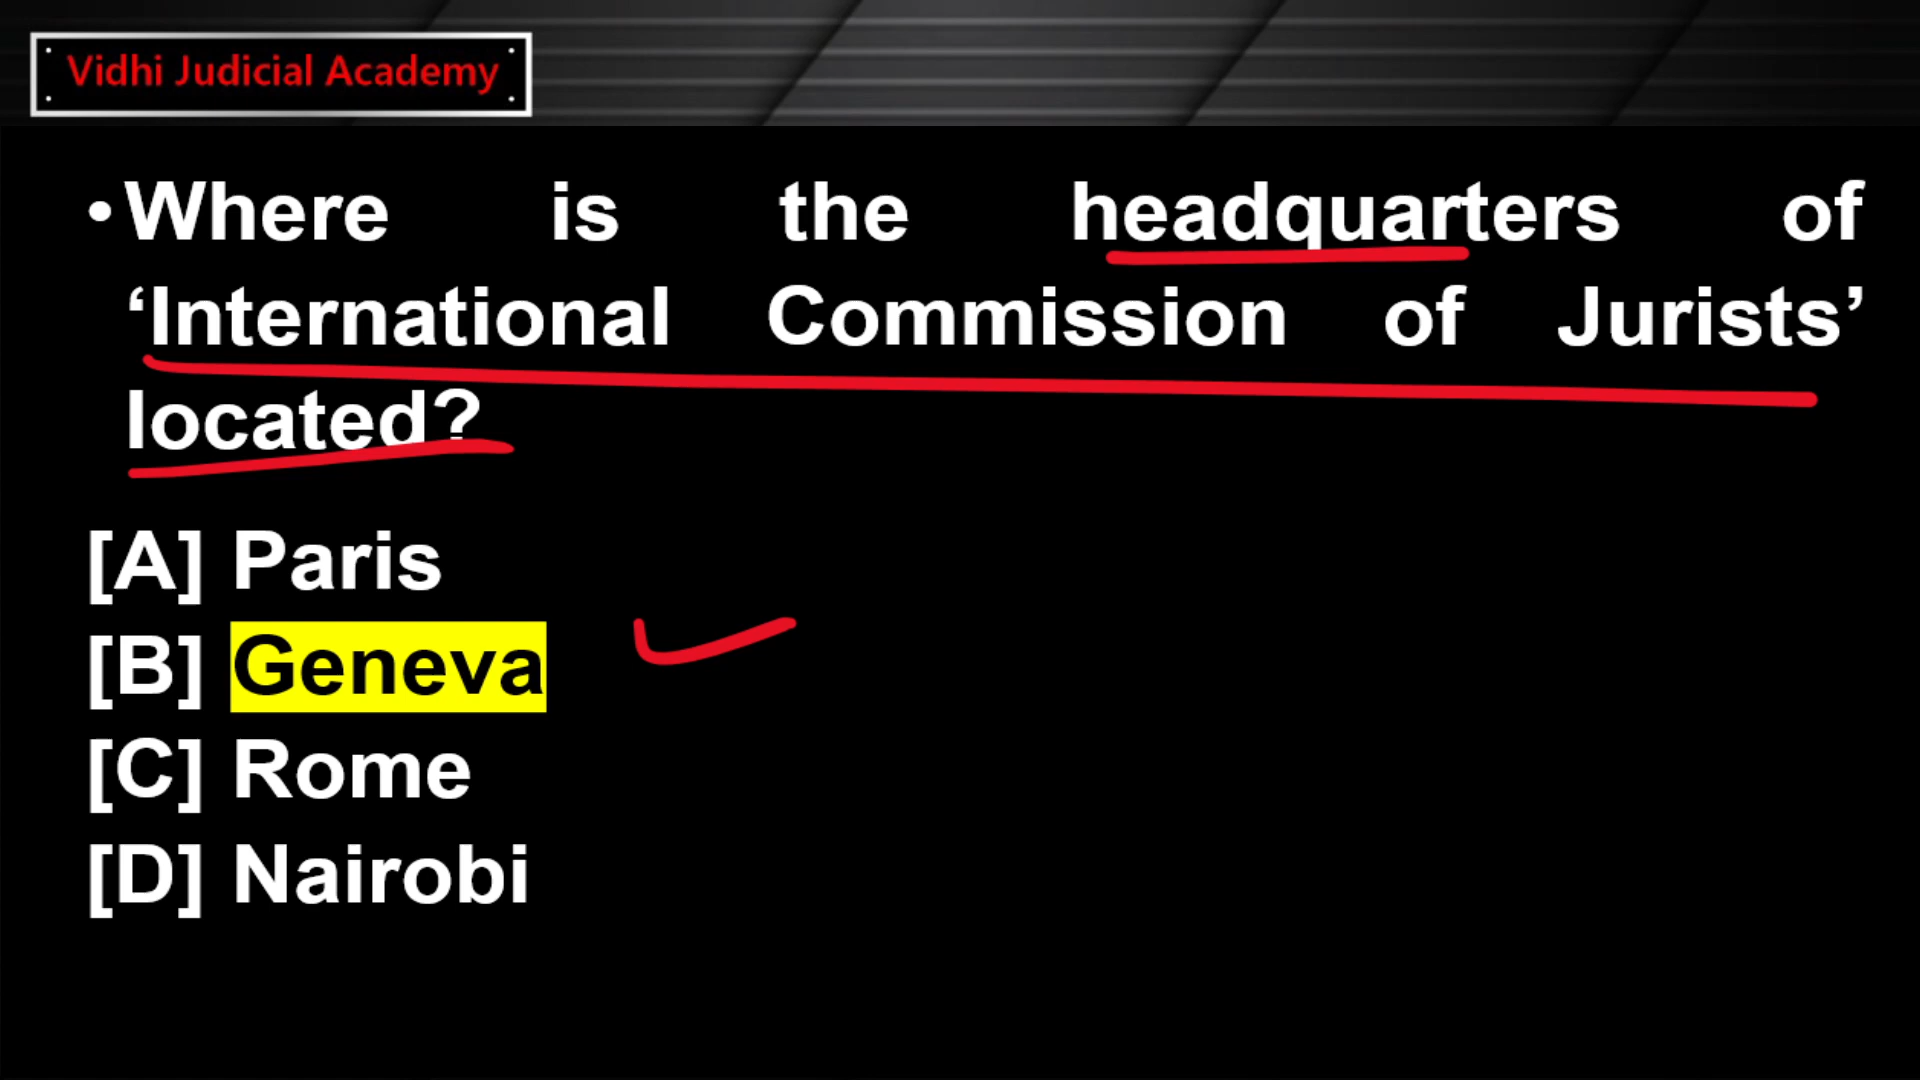 Vidhi Judicial Academy
•Where is the headquarters of
‘International Commission of Jurists’
located?
[A] Paris
[B] Geneva
[C] Rome
[D] Nairobi